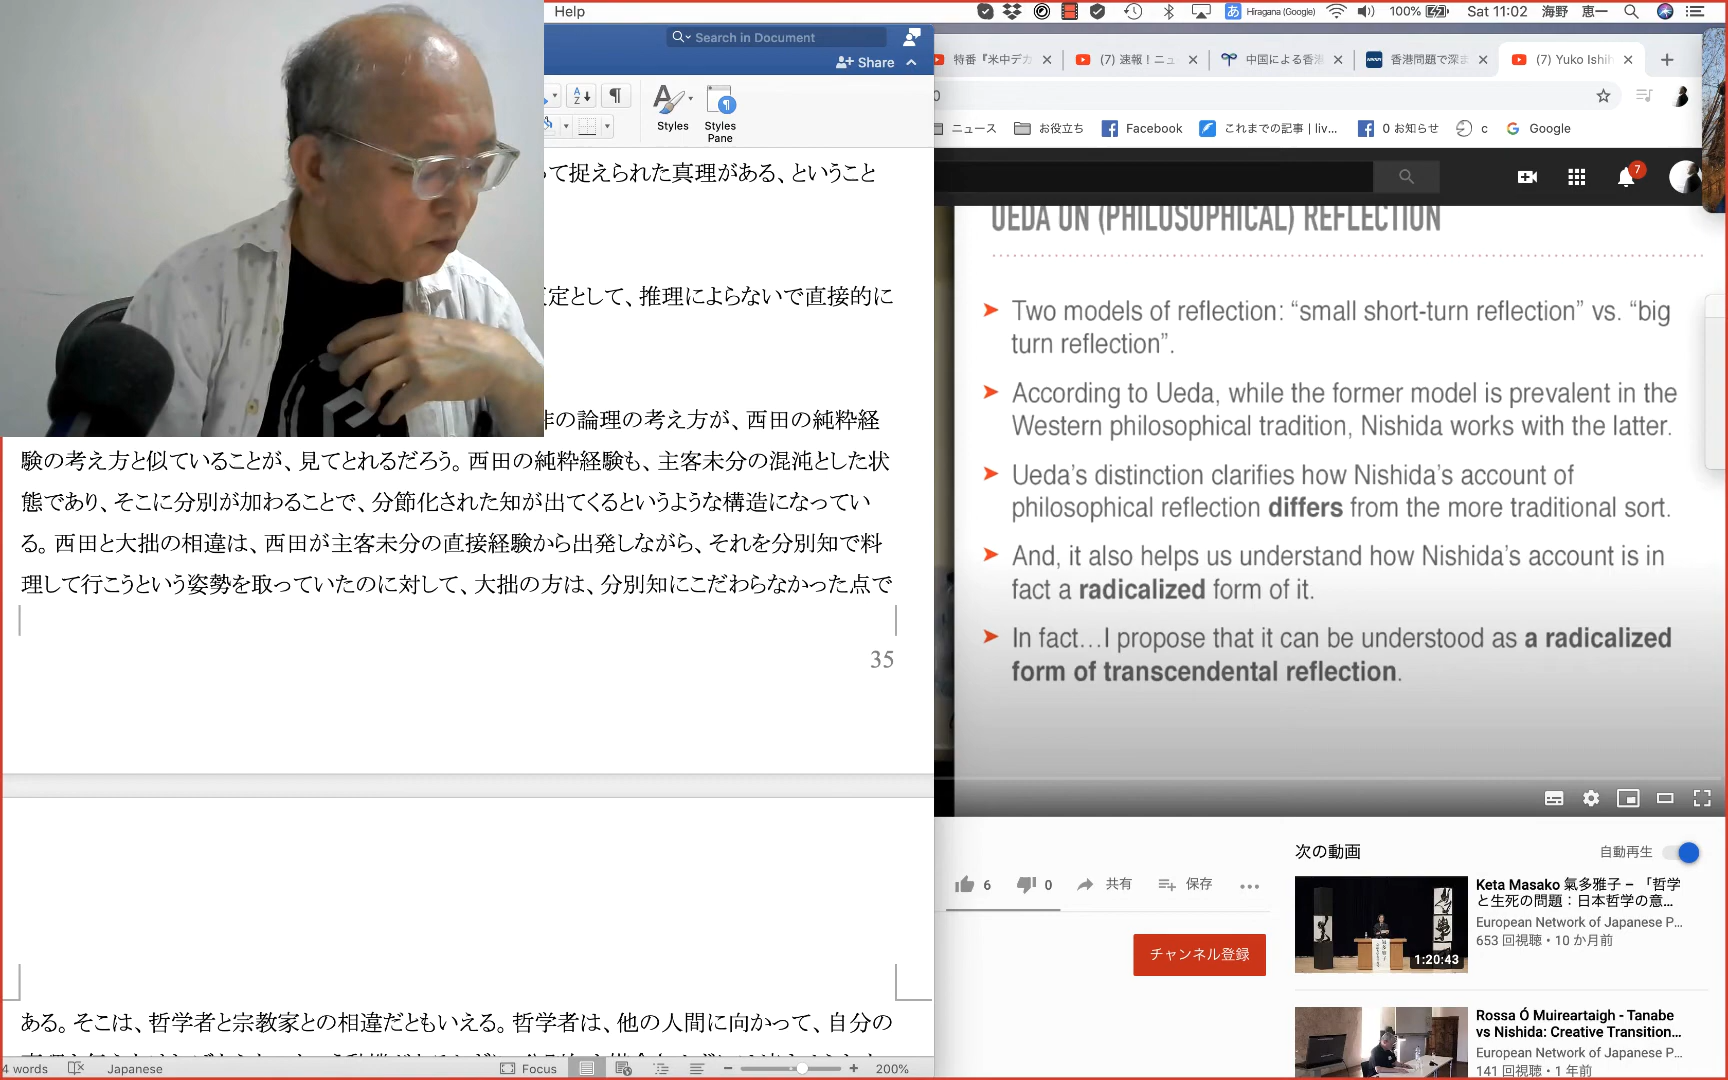 Help
Hiragana (Google)
100%
Sat 11:02
海野 恵一
Search in Document
Share
Styles
Styles
Pane
特番『米中デカ
(7) 速報！ニュ
中国による香港
香港問題で深ま
(7) Yuko Ishih
ニュース
お役立ち
Facebook
これまでの記事 | liv...
0 お知らせ
c
Google
7
って捉えられた真理がある、ということ
定として、推理によらないで直接的に
の論理の考え方が、西田の純粋経
験の考え方と似ていることが、見てとれるだろう。西田の純粋経験も、主客未分の混沌とした状
態であり、そこに分別が加わることで、分節化された知が出てくるというような構造になってい
る。西田と大拙の相違は、西田が主客未分の直接経験から出発しながら、それを分別知で料
理して行こうという姿勢を取っていたのに対して、大拙の方は、分別知にこだわらなかった点で
35
ある。そこは、哲学者と宗教家との相違だともいえる。哲学者は、他の人間に向かって、自分の
4 words
Japanese
Focus
200%
UEDA ON (PHILOSOPHICAL) REFLECTION
Two models of reflection: “small short-turn reflection” vs. “big
turn reflection”.
According to Ueda, while the former model is prevalent in the
Western philosophical tradition, Nishida works with the latter.
Ueda’s distinction clarifies how Nishida’s account of
philosophical reflection differs from the more traditional sort.
And, it also helps us understand how Nishida’s account is in
fact a radicalized form of it.
In fact…I propose that it can be understood as a radicalized
form of transcendental reflection.
6
0
共有
保存
チャンネル登録
次の動画
自動再生
Keta Masako 氣多雅子 – 「哲学
と生死の問題：日本哲学の意...
European Network of Japanese P...
653 回視聴・10 か月前
1:20:43
Rossa Ó Muireartaigh - Tanabe
vs Nishida: Creative Transition...
European Network of Japanese P...
141 回視聴・1 年前